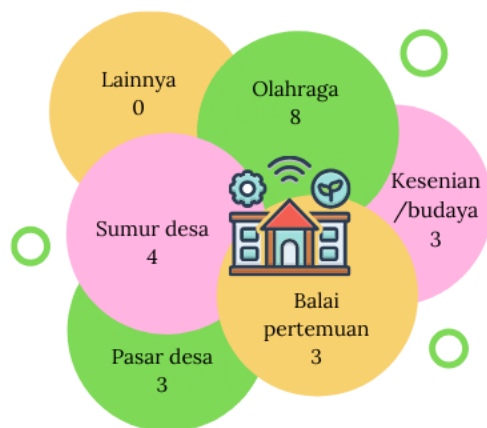 Lainnya
0
Olahraga
8
Kesenian
/budaya
3
Sumur desa
4
Balai
pertemuan
3
Pasar desa
3